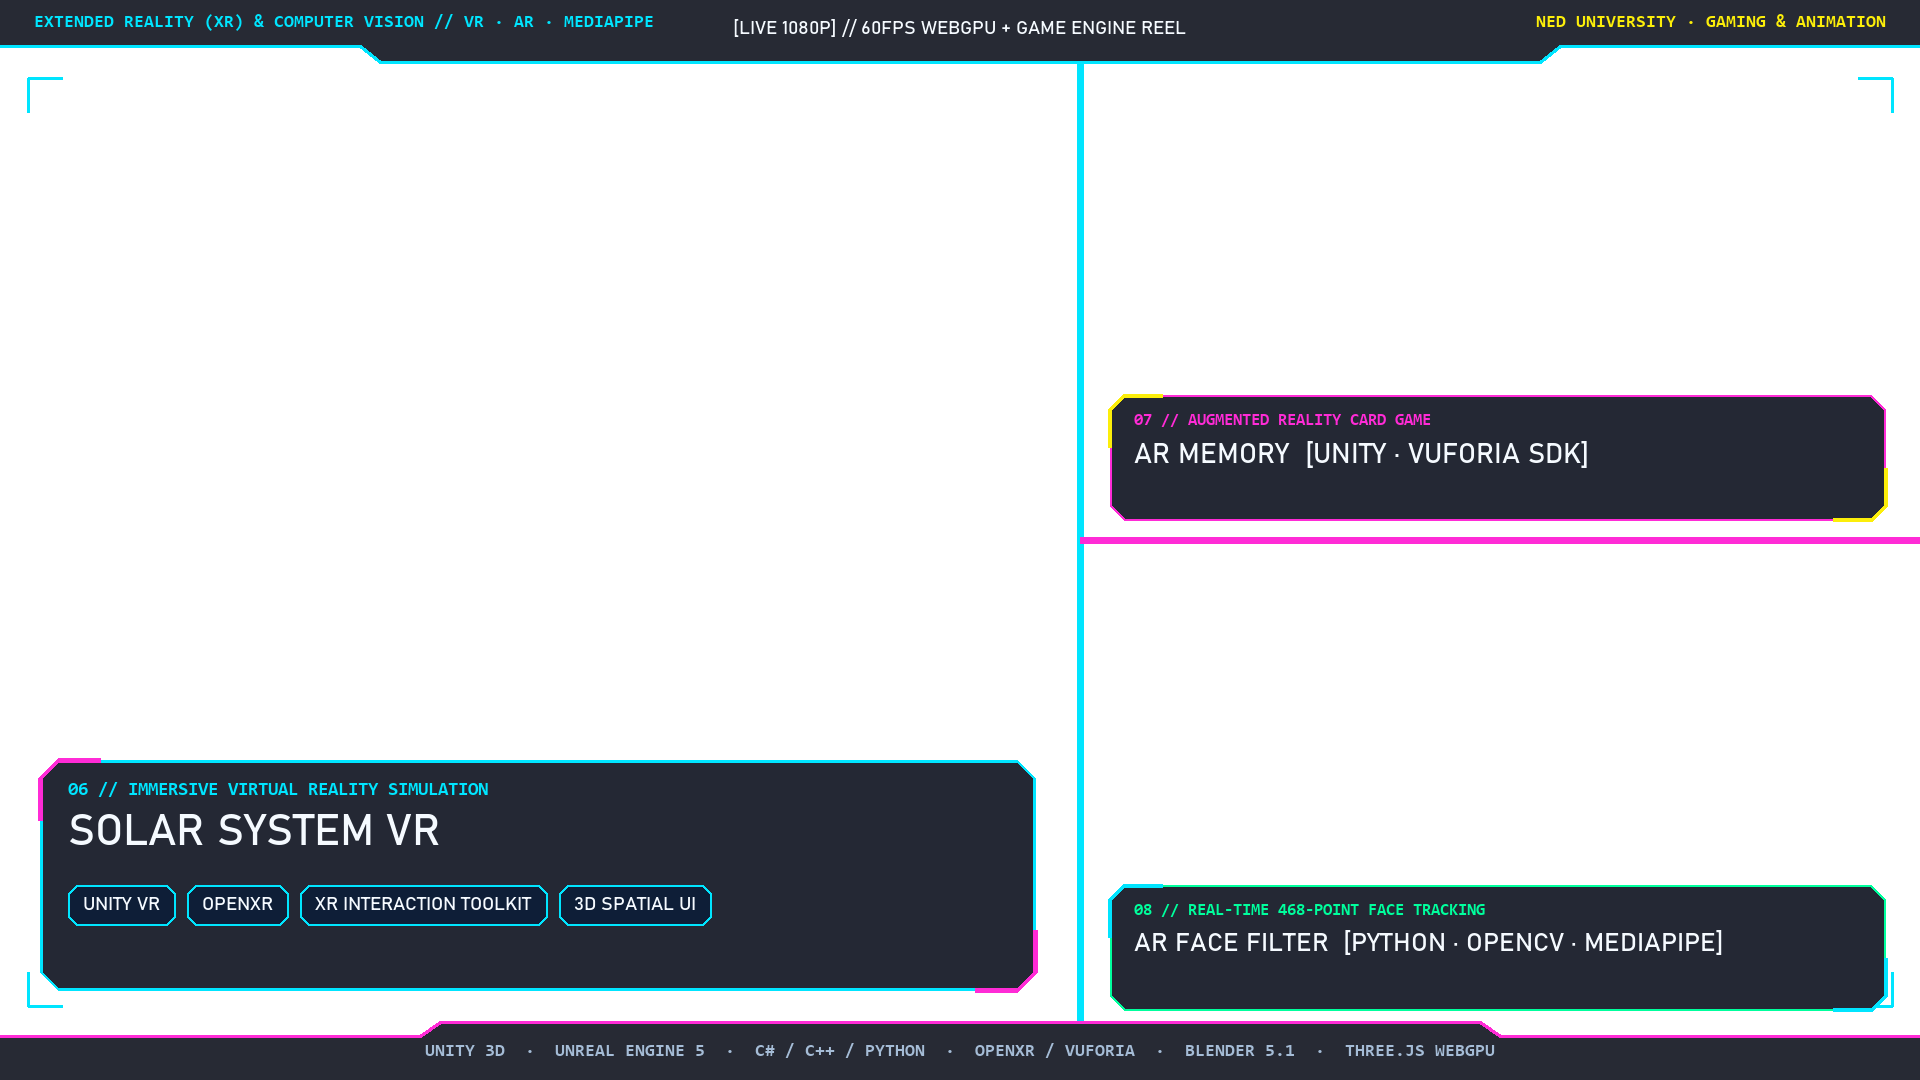 EXTENDED REALITY (XR) & COMPUTER VISION // VR · AR · MEDIAPIPE
[LIVE 1080P] // 60FPS WEBGPU + GAME ENGINE REEL
NED UNIVERSITY · GAMING & ANIMATION
07 // AUGMENTED REALITY CARD GAME
AR MEMORY [UNITY · VUFORIA SDK]
06 // IMMERSIVE VIRTUAL REALITY SIMULATION
SOLAR SYSTEM VR
UNITY VR
OPENXR
XR INTERACTION TOOLKIT
3D SPATIAL UI
08 // REAL-TIME 468-POINT FACE TRACKING
AR FACE FILTER [PYTHON · OPENCV · MEDIAPIPE]
UNITY 3D · UNREAL ENGINE 5 · C# / C++ / PYTHON · OPENXR / VUFORIA · BLENDER 5.1 · THREE.JS WEBGPU